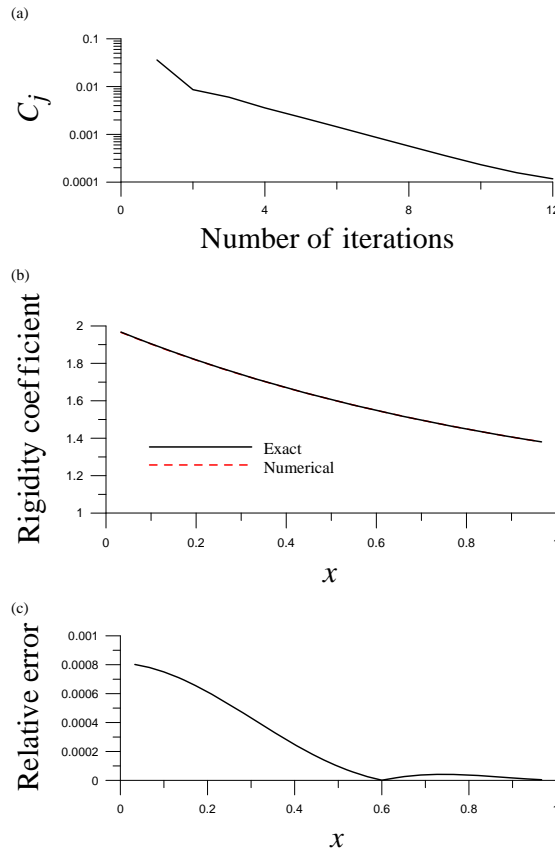 (a)
0.1
0.01
0.001
0.0001
C_j
0 4 8 12
Number of iterations
(b)
2
1.8
1.6
1.4
1.2
1
Rigidity coefficient
Exact
Numerical
0 0.2 0.4 0.6 0.8 1
x
(c)
0.001
0.0008
0.0006
0.0004
0.0002
0
Relative error
0 0.2 0.4 0.6 0.8 1
x